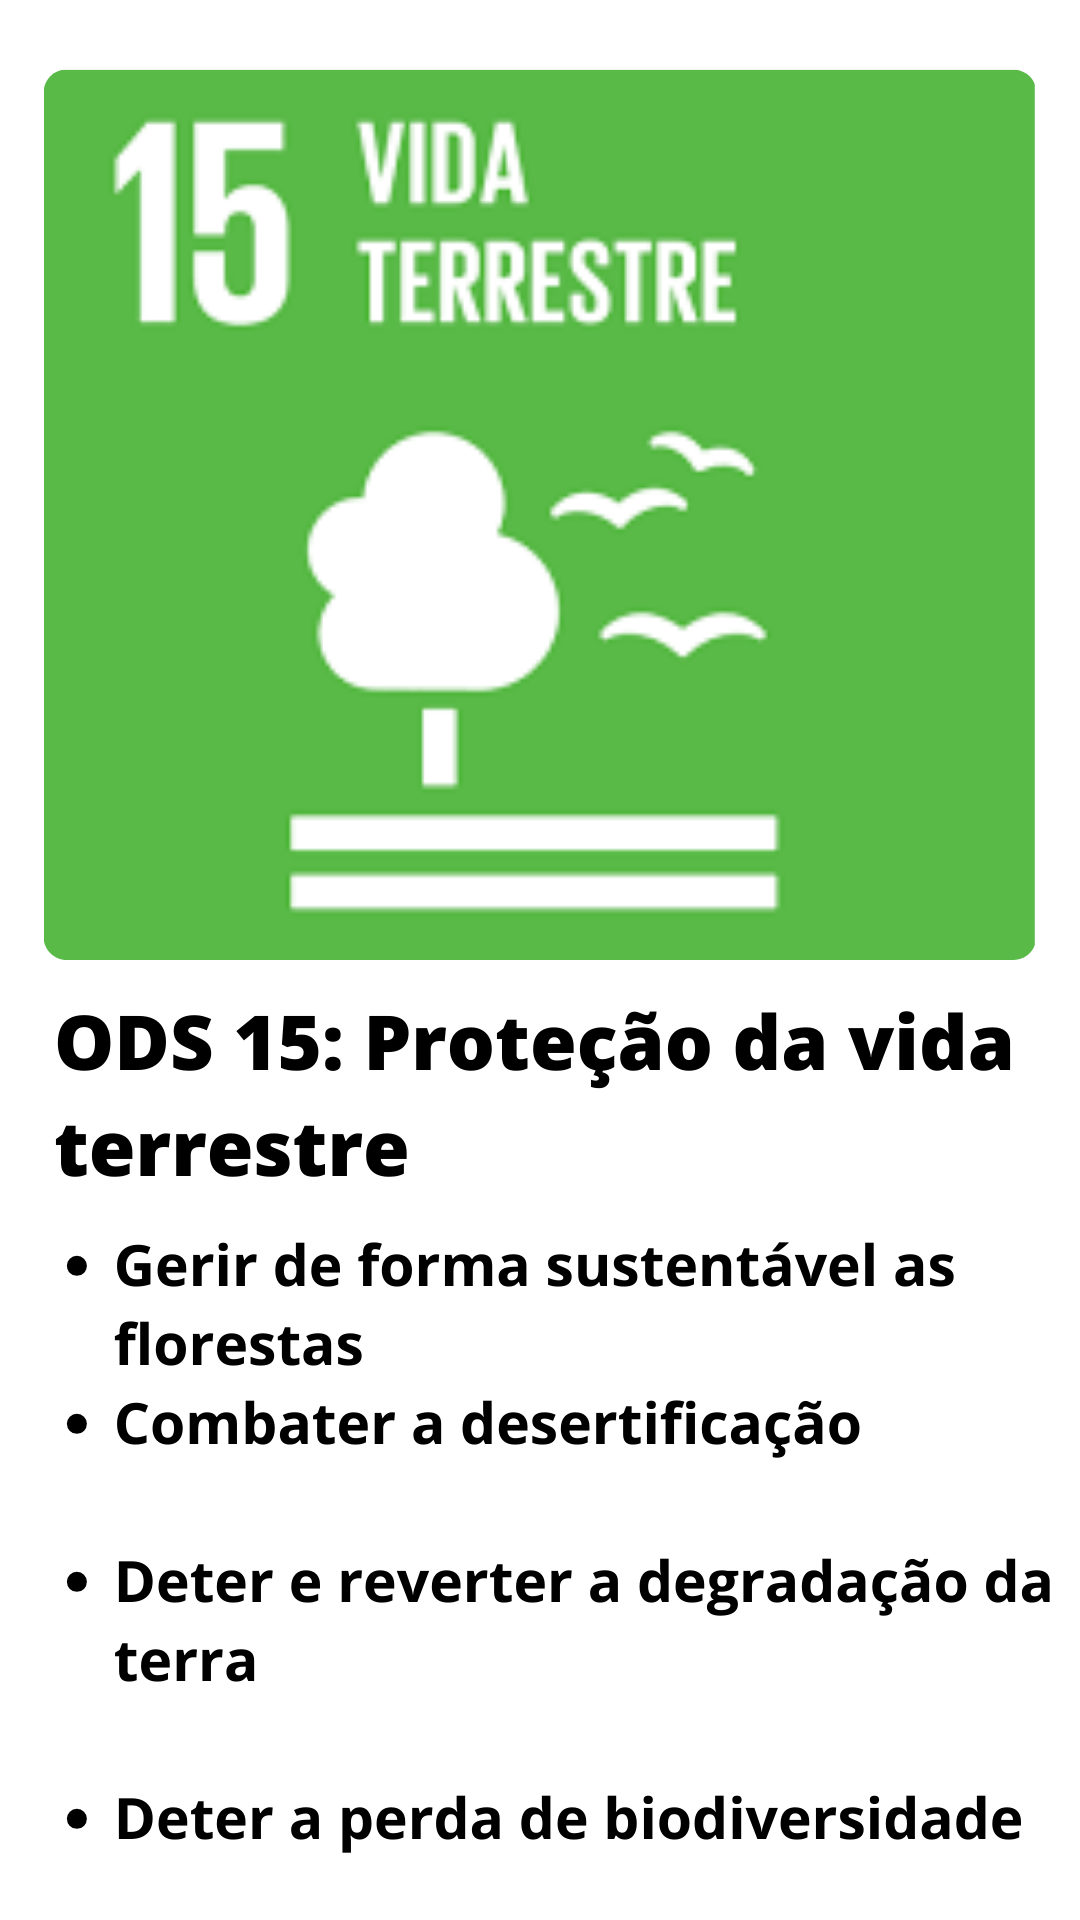 15 VIDA
TERRESTRE
ODS 15: Proteção da vida
terrestre
• Gerir de forma sustentável as
florestas
• Combater a desertificação
• Deter e reverter a degradação da
terra
• Deter a perda de biodiversidade